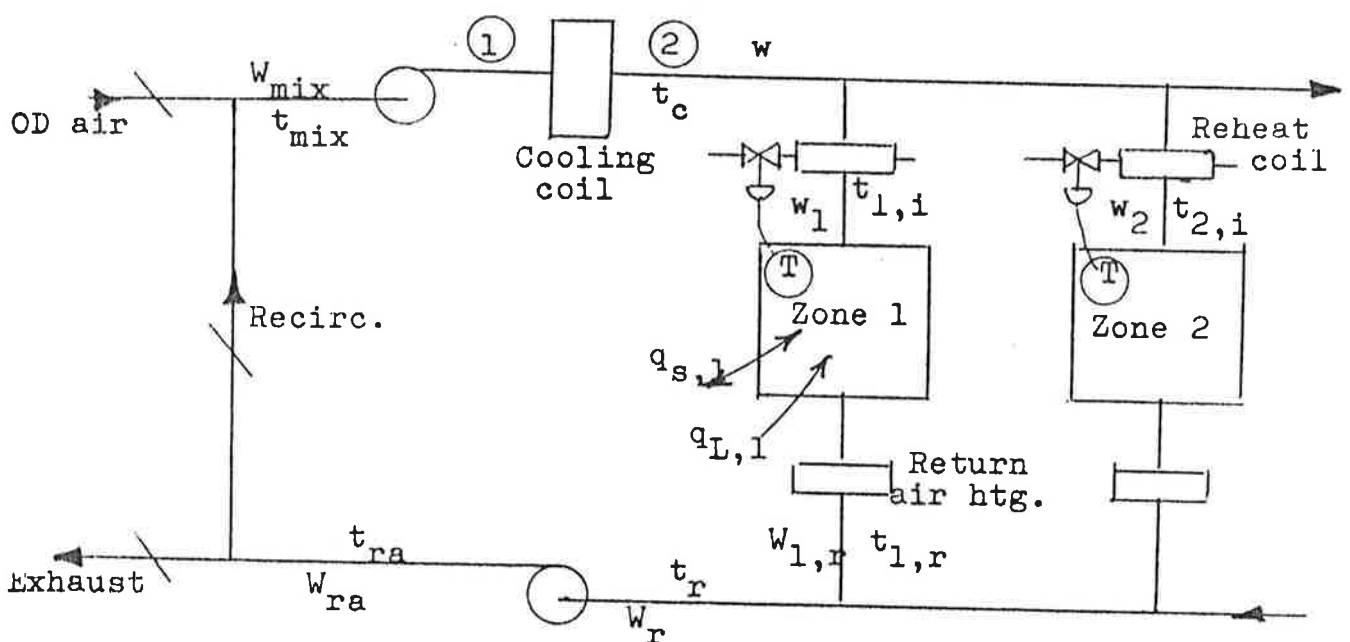 1
2
w
W_mix
OD air
t_mix
t_c
Cooling
coil
Reheat
coil
w_1
t_1,i
w_2
t_2,i
T
T
Zone 1
Zone 2
Recirc.
q_s,1
q_L,1
Return
air htg.
W_1,r
t_1,r
t_ra
t_r
Exhaust
W_ra
W_r